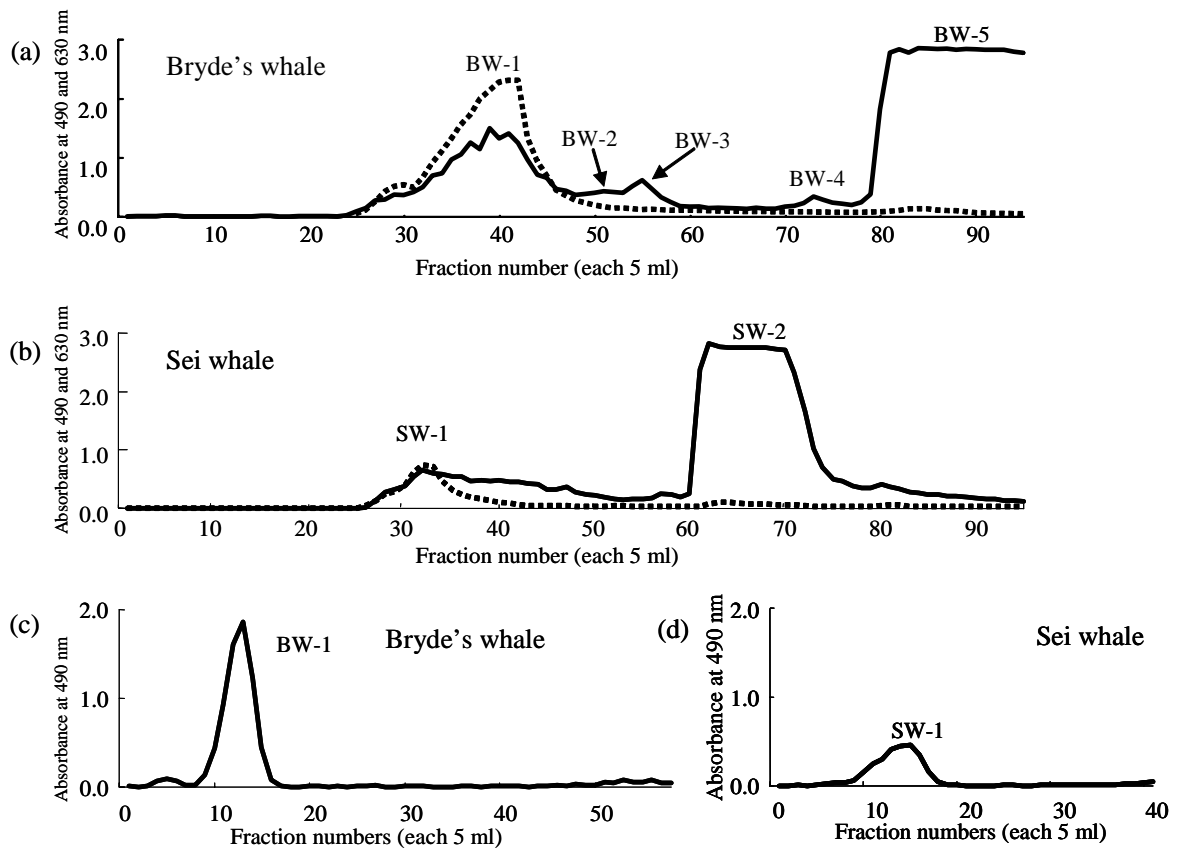 (a)
Absorbance at 490 and 630 nm
3.0
2.0
1.0
0.0
Bryde's whale
BW-1
BW-2
BW-3
BW-4
BW-5
0 10 20 30 40 50 60 70 80 90
Fraction number (each 5 ml)
(b)
Absorbance at 490 and 630 nm
3.0
2.0
1.0
0.0
Sei whale
SW-1
SW-2
0 10 20 30 40 50 60 70 80 90
Fraction number (each 5 ml)
(c)
Absorbance at 490 nm
2.0
1.0
0.0
BW-1
Bryde's whale
0 10 20 30 40 50
Fraction numbers (each 5 ml)
(d)
Absorbance at 490 nm
2.0
1.0
0.0
Sei whale
SW-1
0 10 20 30 40
Fraction numbers (each 5 ml)